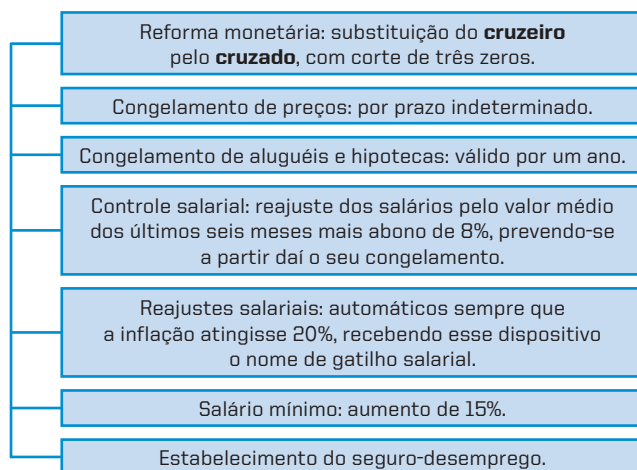 Reforma monetária: substituição do cruzeiro
pelo cruzado, com corte de três zeros.
Congelamento de preços: por prazo indeterminado.
Congelamento de aluguéis e hipotecas: válido por um ano.
Controle salarial: reajuste dos salários pelo valor médio
dos últimos seis meses mais abono de 8%, prevendo-se
a partir daí o seu congelamento.
Reajustes salariais: automáticos sempre que
a inflação atingisse 20%, recebendo esse dispositivo
o nome de gatilho salarial.
Salário mínimo: aumento de 15%.
Estabelecimento do seguro-desemprego.